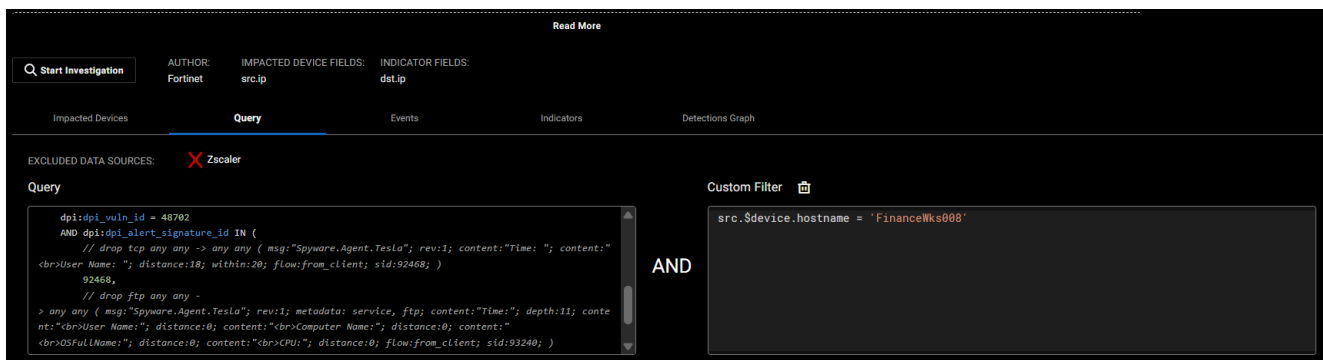 Read More
Start Investigation
AUTHOR:
Fortinet
IMPACTED DEVICE FIELDS:
src.ip
INDICATOR FIELDS:
dst.ip
Impacted Devices
Query
Events
Indicators
Detections Graph
EXCLUDED DATA SOURCES:
Zscaler
Query
dpi:dpi_vuln_id = 48702
AND dpi:dpi_alert_signature_id IN (
// drop tcp any any -> any any ( msg:"Spyware.Agent.Tesla"; rev:1; content:"Time: "; content:"
<br>User Name: "; distance:18; within:20; flow:from_client; sid:92468; )
92468,
// drop ftp any any -
> any any ( msg:"Spyware.Agent.Tesla"; rev:1; metadata: service, ftp; content:"Time:"; depth:11; conte
nt:"<br>User Name:"; distance:0; content:"<br>Computer Name:"; distance:0; content:"
<br>OSFullName:"; distance:0; content:"<br>CPU:"; distance:0; flow:from_client; sid:93240; )
AND
Custom Filter
src.$device.hostname = 'FinanceWks008'